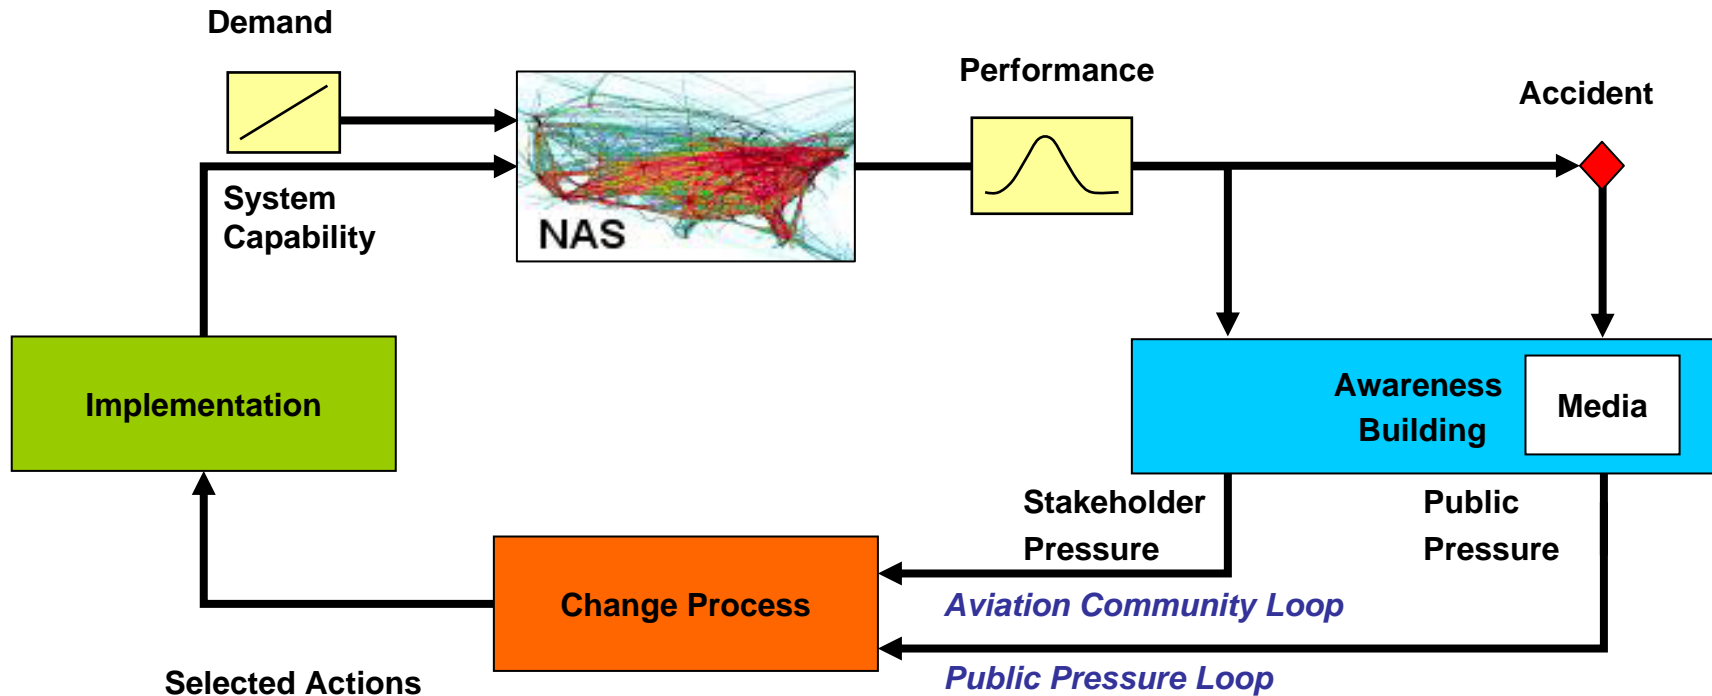 Demand
Performance
Accident
System
Capability
NAS
Implementation
Awareness
Building
Media
Stakeholder
Pressure
Public
Pressure
Change Process
Aviation Community Loop
Public Pressure Loop
Selected Actions